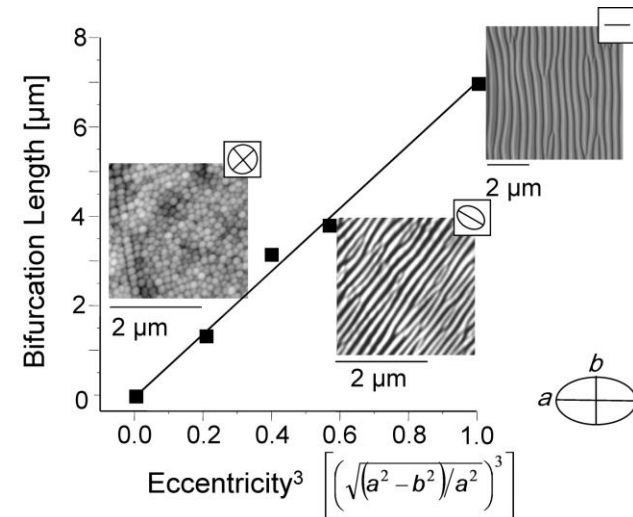 Bifurcation Length [µm]
8
6
4
2
0
2 µm
2 µm
2 µm
a
b
0.0 0.2 0.4 0.6 0.8 1.0
Eccentricity³ [(√(a² – b²)/a²)³]